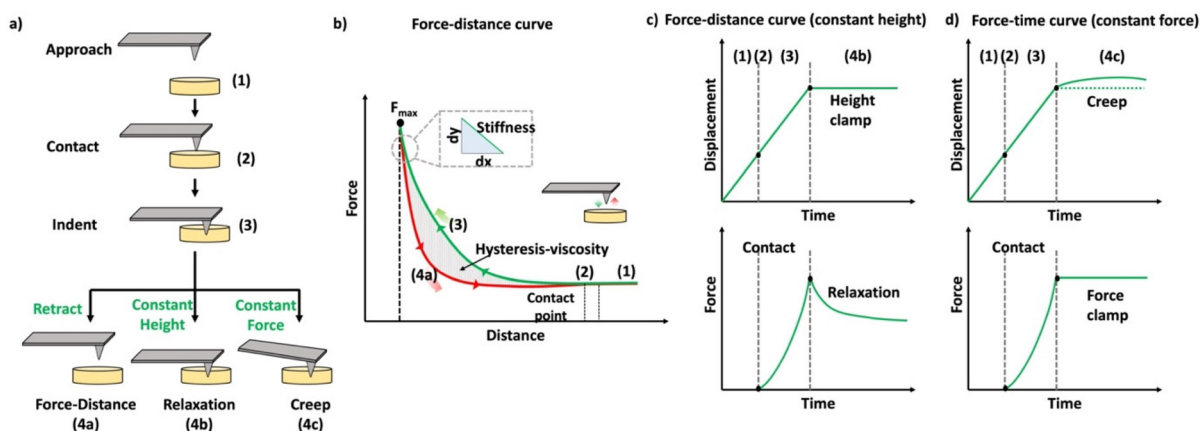 a)
Approach
(1)
Contact
(2)
Indent
(3)
Retract
Constant
Height
Constant
Force
Force-Distance
(4a)
Relaxation
(4b)
Creep
(4c)
b)
Force-distance curve
Fmax
dy
Stiffness
dx
Force
(3)
Hysteresis-viscosity
(4a)
(2)
(1)
Contact
point
Distance
c)
Force-distance curve (constant height)
(1) (2) (3) (4b)
Displacement
Height
clamp
Time
Contact
Force
Relaxation
Time
d)
Force-time curve (constant force)
(1) (2) (3) (4c)
Displacement
Creep
Time
Contact
Force
Force
clamp
Time